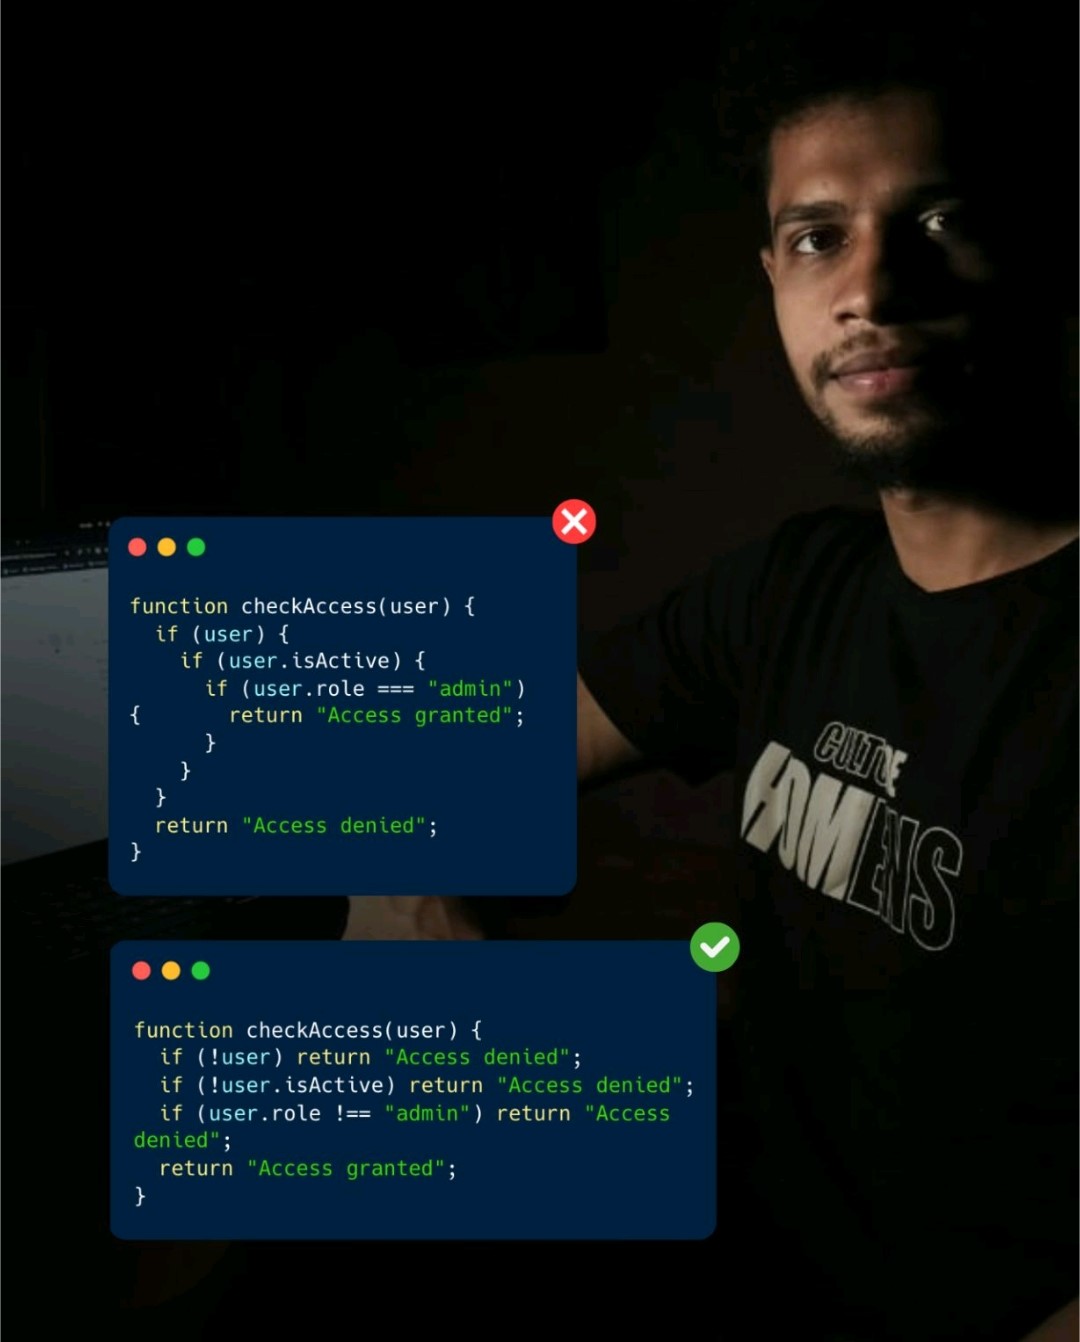 function checkAccess(user) {
  if (user) {
    if (user.isActive) {
      if (user.role === "admin")
{       return "Access granted";
      }
    }
  }
  return "Access denied";
}
function checkAccess(user) {
  if (!user) return "Access denied";
  if (!user.isActive) return "Access denied";
  if (user.role !== "admin") return "Access
denied";
  return "Access granted";
}